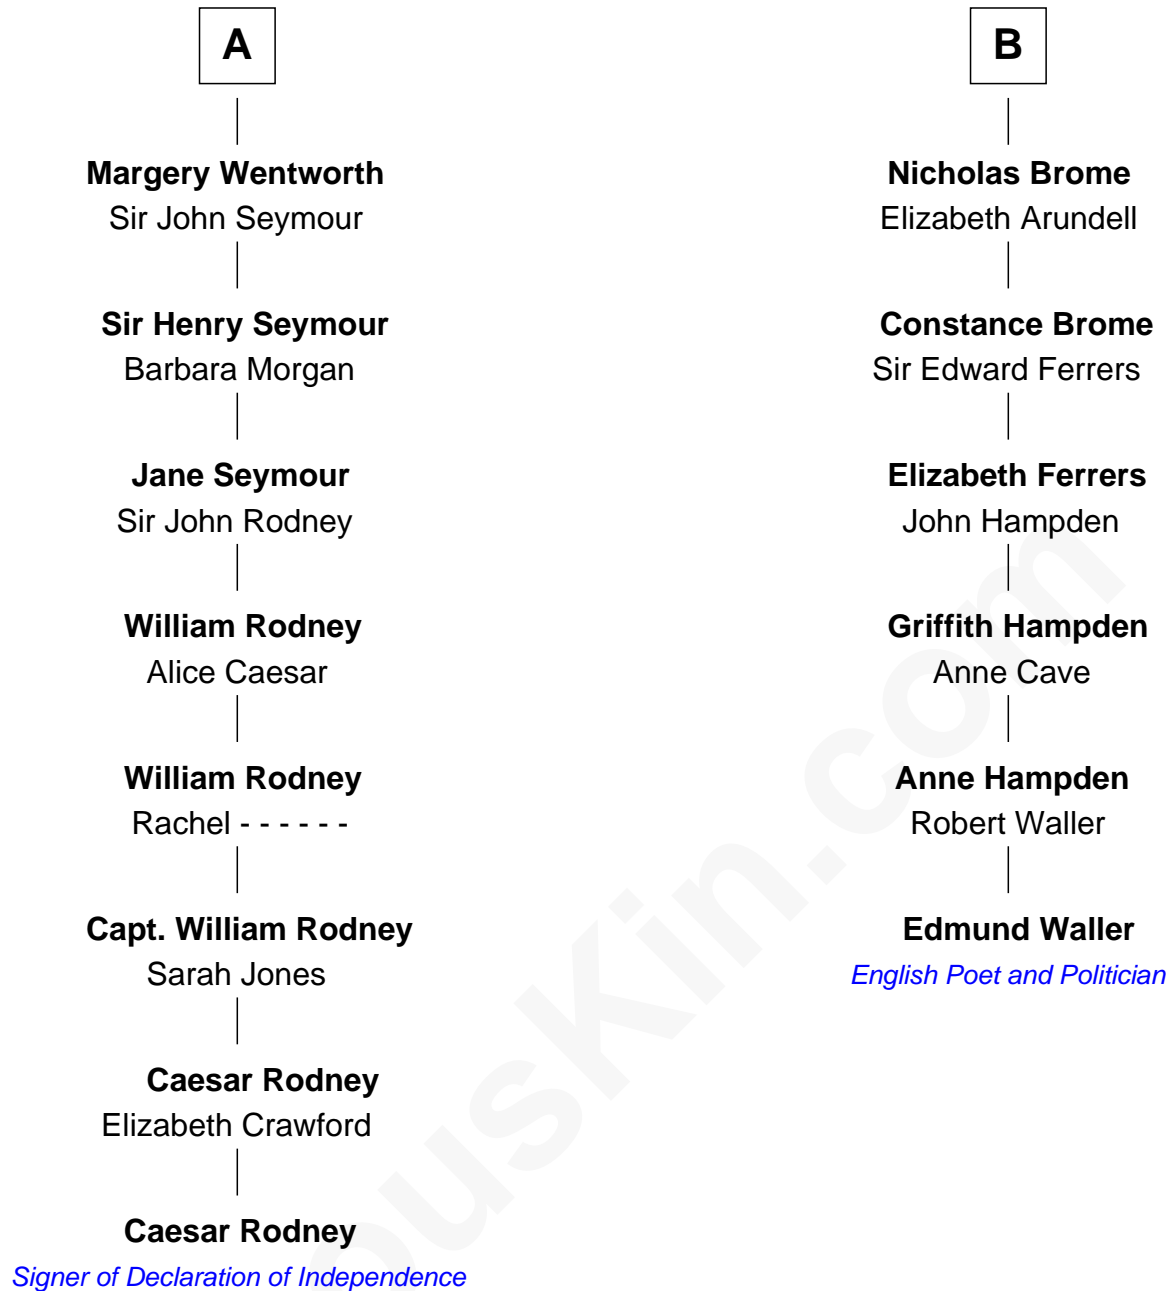 A
Margery Wentworth
Sir John Seymour
Sir Henry Seymour
Barbara Morgan
Jane Seymour
Sir John Rodney
William Rodney
Alice Caesar
William Rodney
Rachel - - - - - -
Capt. William Rodney
Sarah Jones
Caesar Rodney
Elizabeth Crawford
Caesar Rodney
Signer of Declaration of Independence
B
Nicholas Brome
Elizabeth Arundell
Constance Brome
Sir Edward Ferrers
Elizabeth Ferrers
John Hampden
Griffith Hampden
Anne Cave
Anne Hampden
Robert Waller
Edmund Waller
English Poet and Politician
ousKin.com